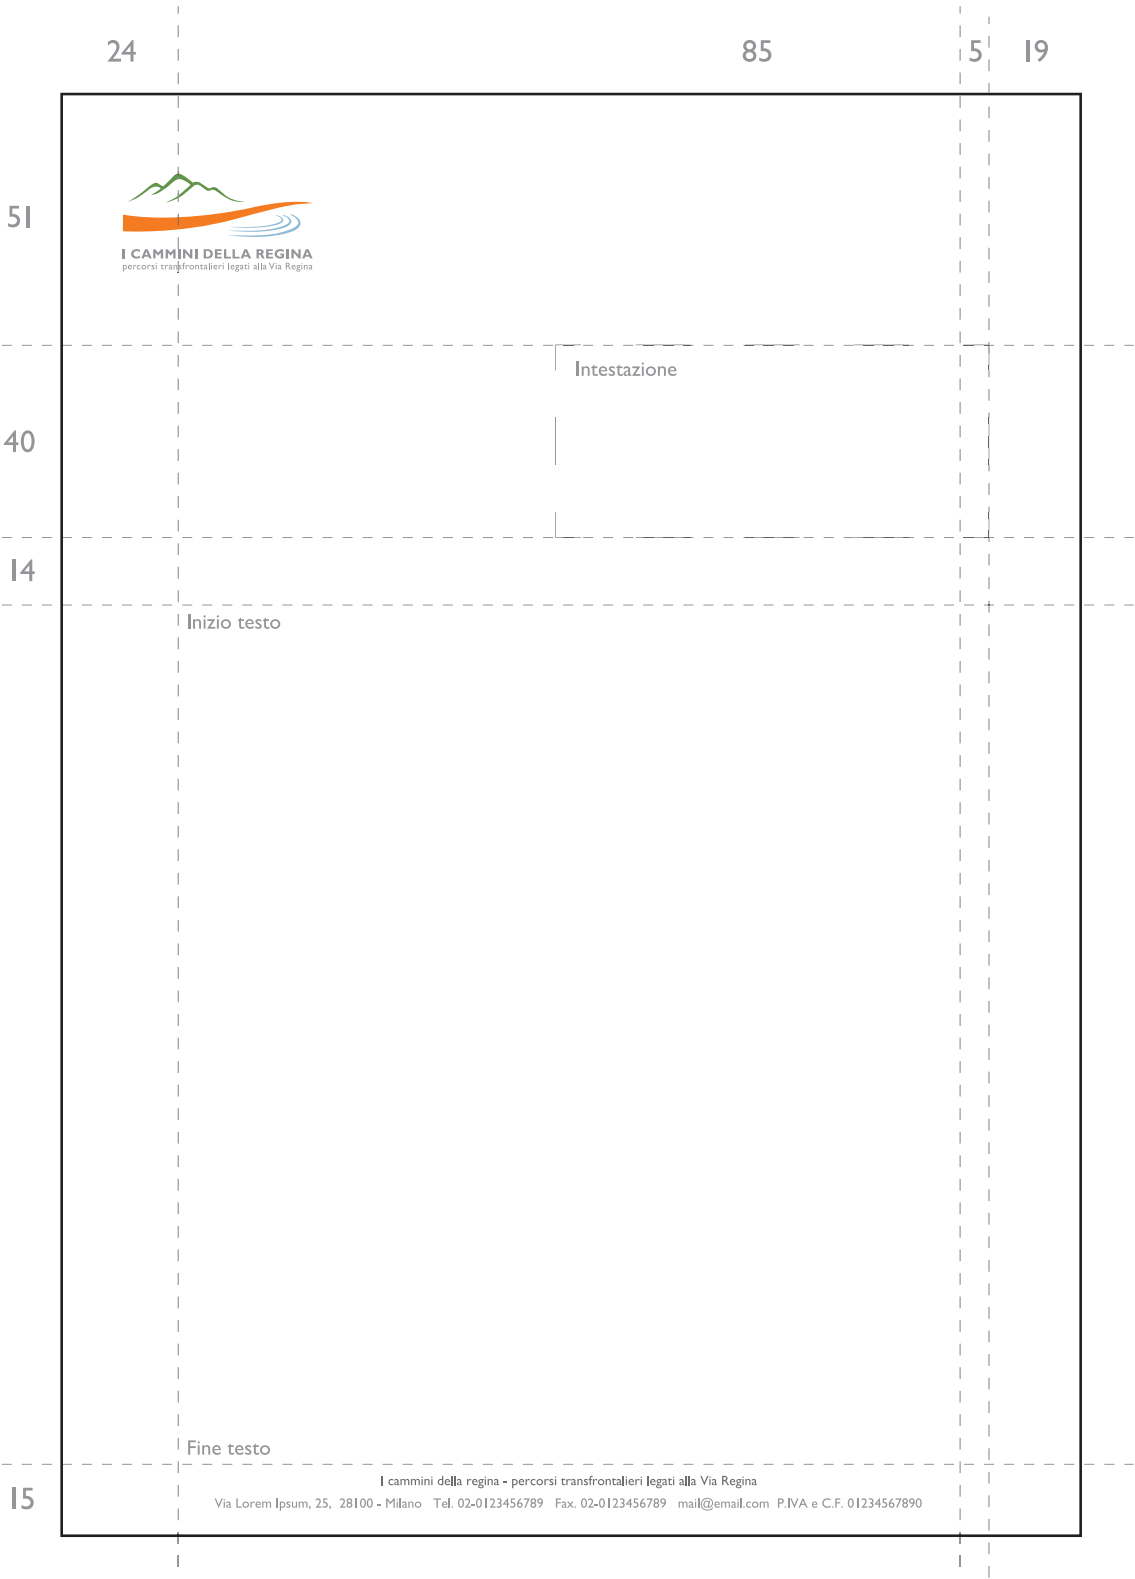 24 85 5 19
51
I CAMMINI DELLA REGINA
percorsi transfrontalieri legati alla Via Regina
Intestazione
40
14
Inizio testo
Fine testo
I cammini della regina - percorsi transfrontalieri legati alla Via Regina
15
Via Lorem Ipsum, 25, 28100 - Milano Tel. 02-0123456789 Fax. 02-0123456789 mail@email.com P.IVA e C.F. 01234567890